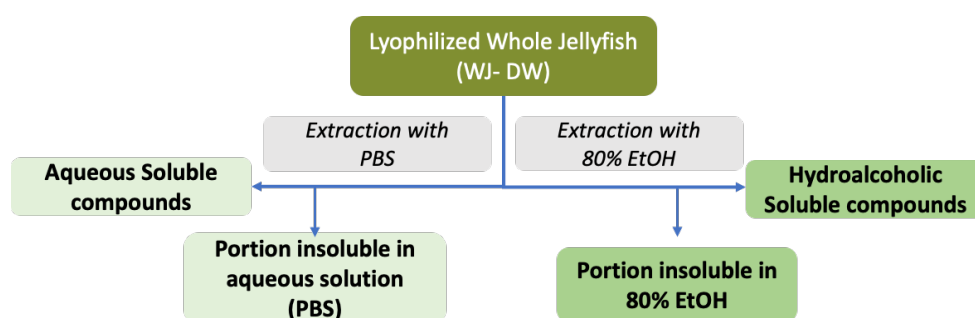 Lyophilized Whole Jellyfish
(WJ- DW)
Extraction with
PBS
Extraction with
80% EtOH
Aqueous Soluble
compounds
Hydroalcoholic
Soluble compounds
Portion insoluble in
aqueous solution
(PBS)
Portion insoluble in
80% EtOH